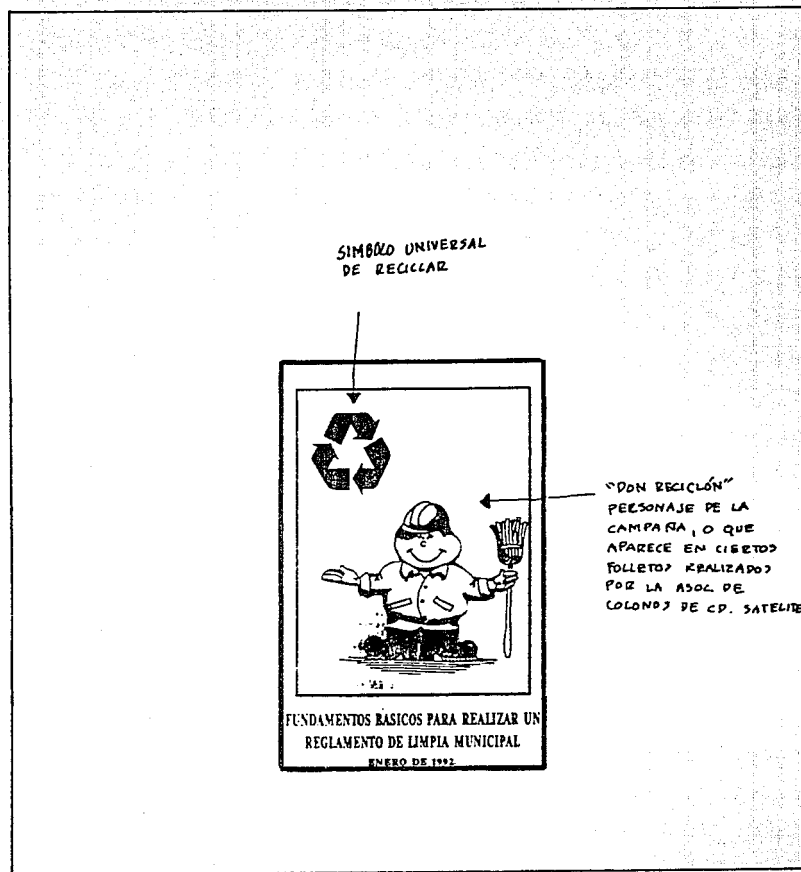 SIMBOLO UNIVERSAL
DE RECICLAR
"DON RECICLÓN"
PERSONAJE DE LA
CAMPAÑA, O QUE
APARECE EN CIERTOS
FOLLETOS REALIZADOS
POR LA ASOC DE
COLONOS DE CD. SATELITE
FUNDAMENTOS BASICOS PARA REALIZAR UN
REGLAMENTO DE LIMPIA MUNICIPAL
ENERO DE 1992